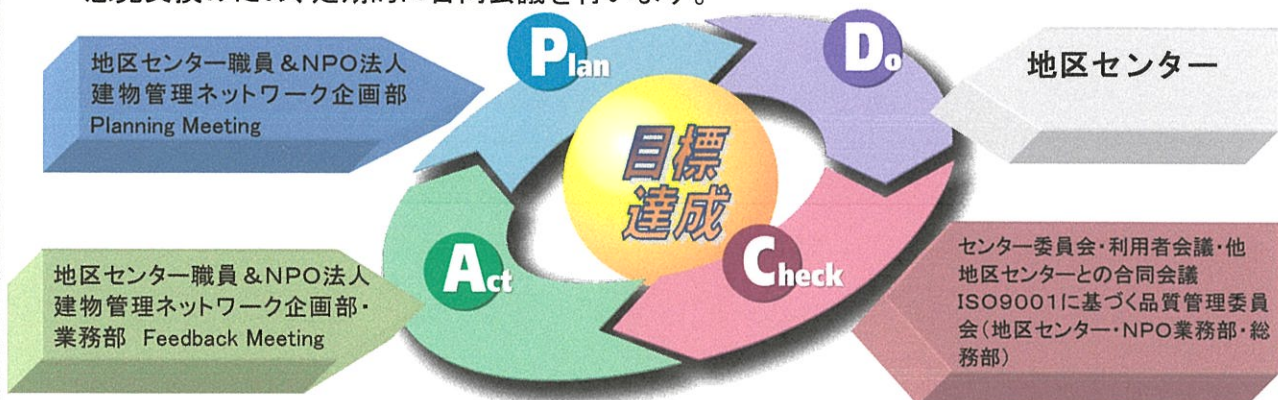 地区センター職員&NPO法人
建物管理ネットワーク企画部
Planning Meeting
Plan
Do
地区センター
目標
達成
Act
Check
地区センター職員&NPO法人
建物管理ネットワーク企画部・
業務部 Feedback Meeting
センター委員会・利用者会議・他
地区センターとの合同会議
ISO9001に基づく品質管理委員
会(地区センター・NPO業務部・総
務部)